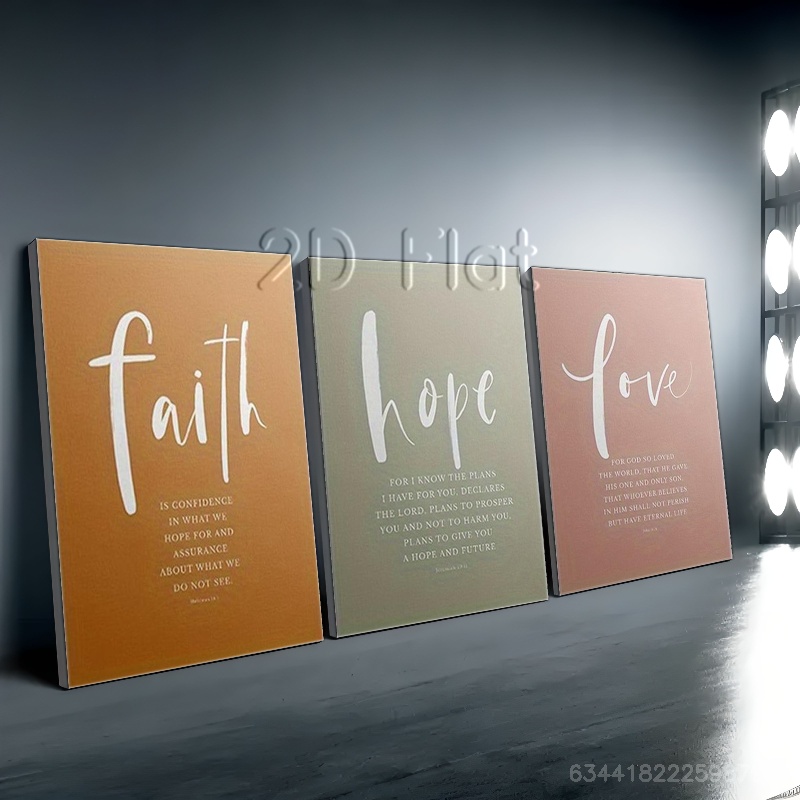 2D Flat
faith
IS CONFIDENCE
IN WHAT WE
HOPE FOR AND
ASSURANCE
ABOUT WHAT WE
DO NOT SEE.
hope
FOR I KNOW THE PLANS
I HAVE FOR YOU, DECLARES
THE LORD, PLANS TO PROSPER
YOU AND NOT TO HARM YOU,
PLANS TO GIVE YOU
A HOPE AND FUTURE
love
FOR GOD SO LOVED
THE WORLD, THAT HE GAVE
HIS ONE AND ONLY SON,
THAT WHOEVER BELIEVES
IN HIM SHALL NOT PERISH
BUT HAVE ETERNAL LIFE